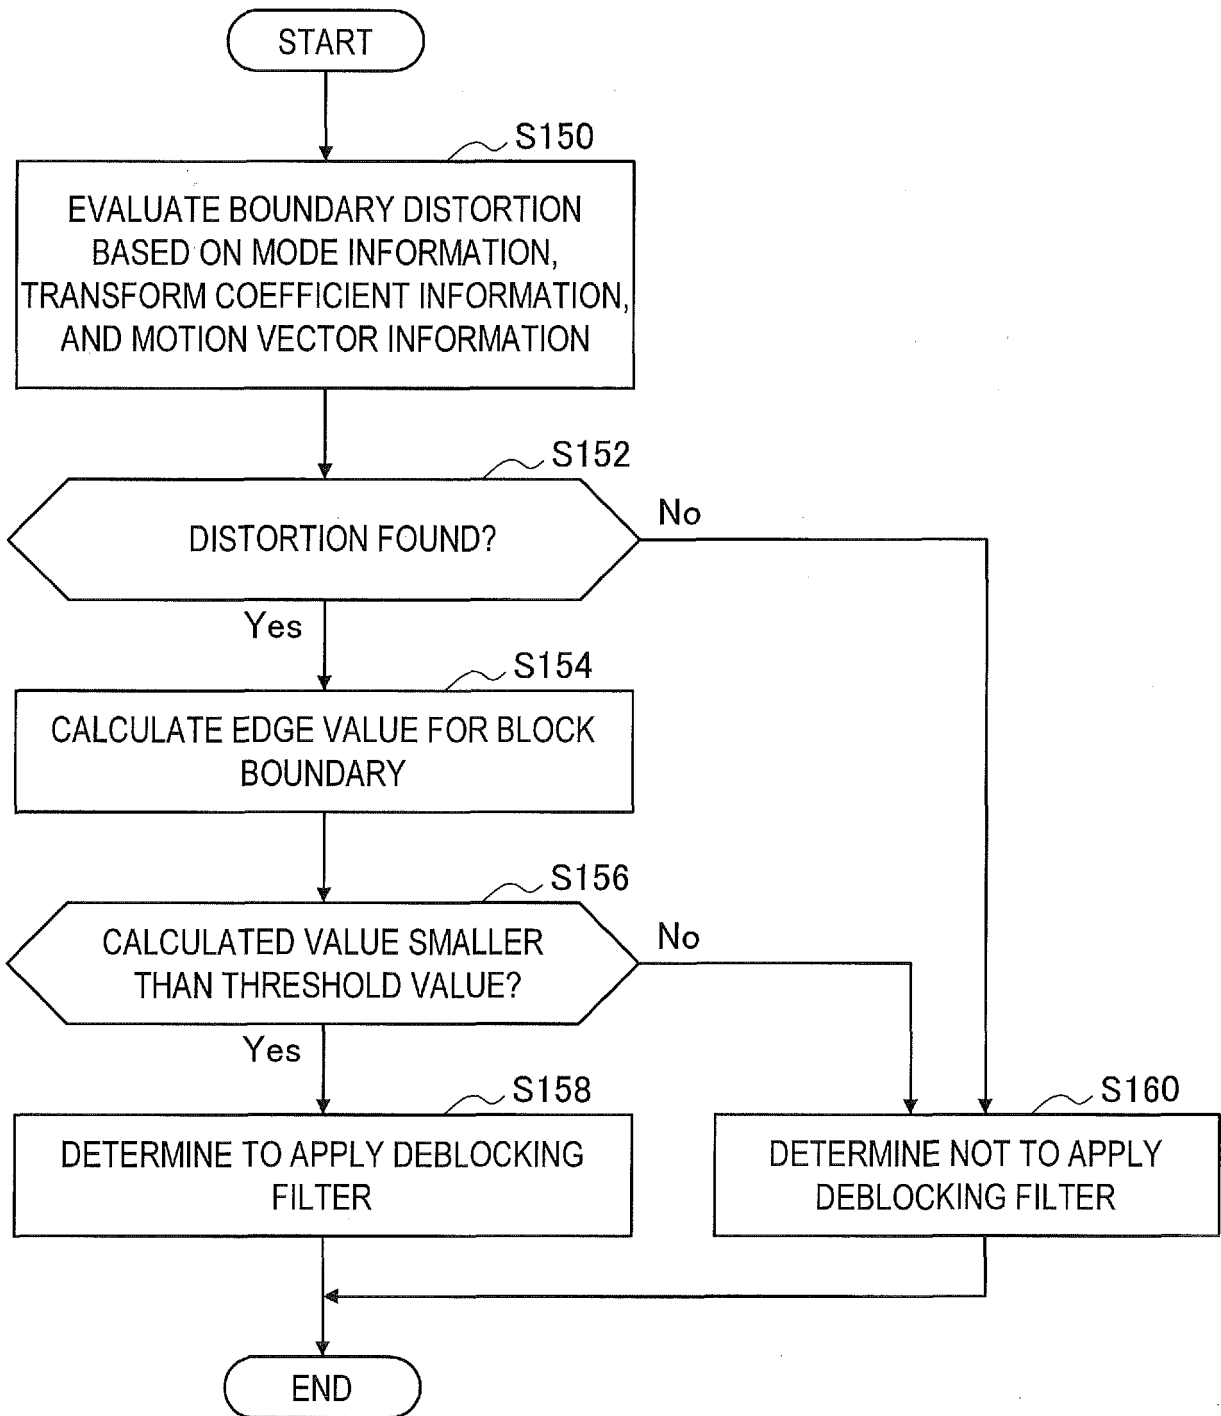 START
S150
EVALUATE BOUNDARY DISTORTION
BASED ON MODE INFORMATION,
TRANSFORM COEFFICIENT INFORMATION,
AND MOTION VECTOR INFORMATION
S152
DISTORTION FOUND?
No
Yes
S154
CALCULATE EDGE VALUE FOR BLOCK
BOUNDARY
S156
CALCULATED VALUE SMALLER
THAN THRESHOLD VALUE?
No
Yes
S158
DETERMINE TO APPLY DEBLOCKING
FILTER
S160
DETERMINE NOT TO APPLY
DEBLOCKING FILTER
END